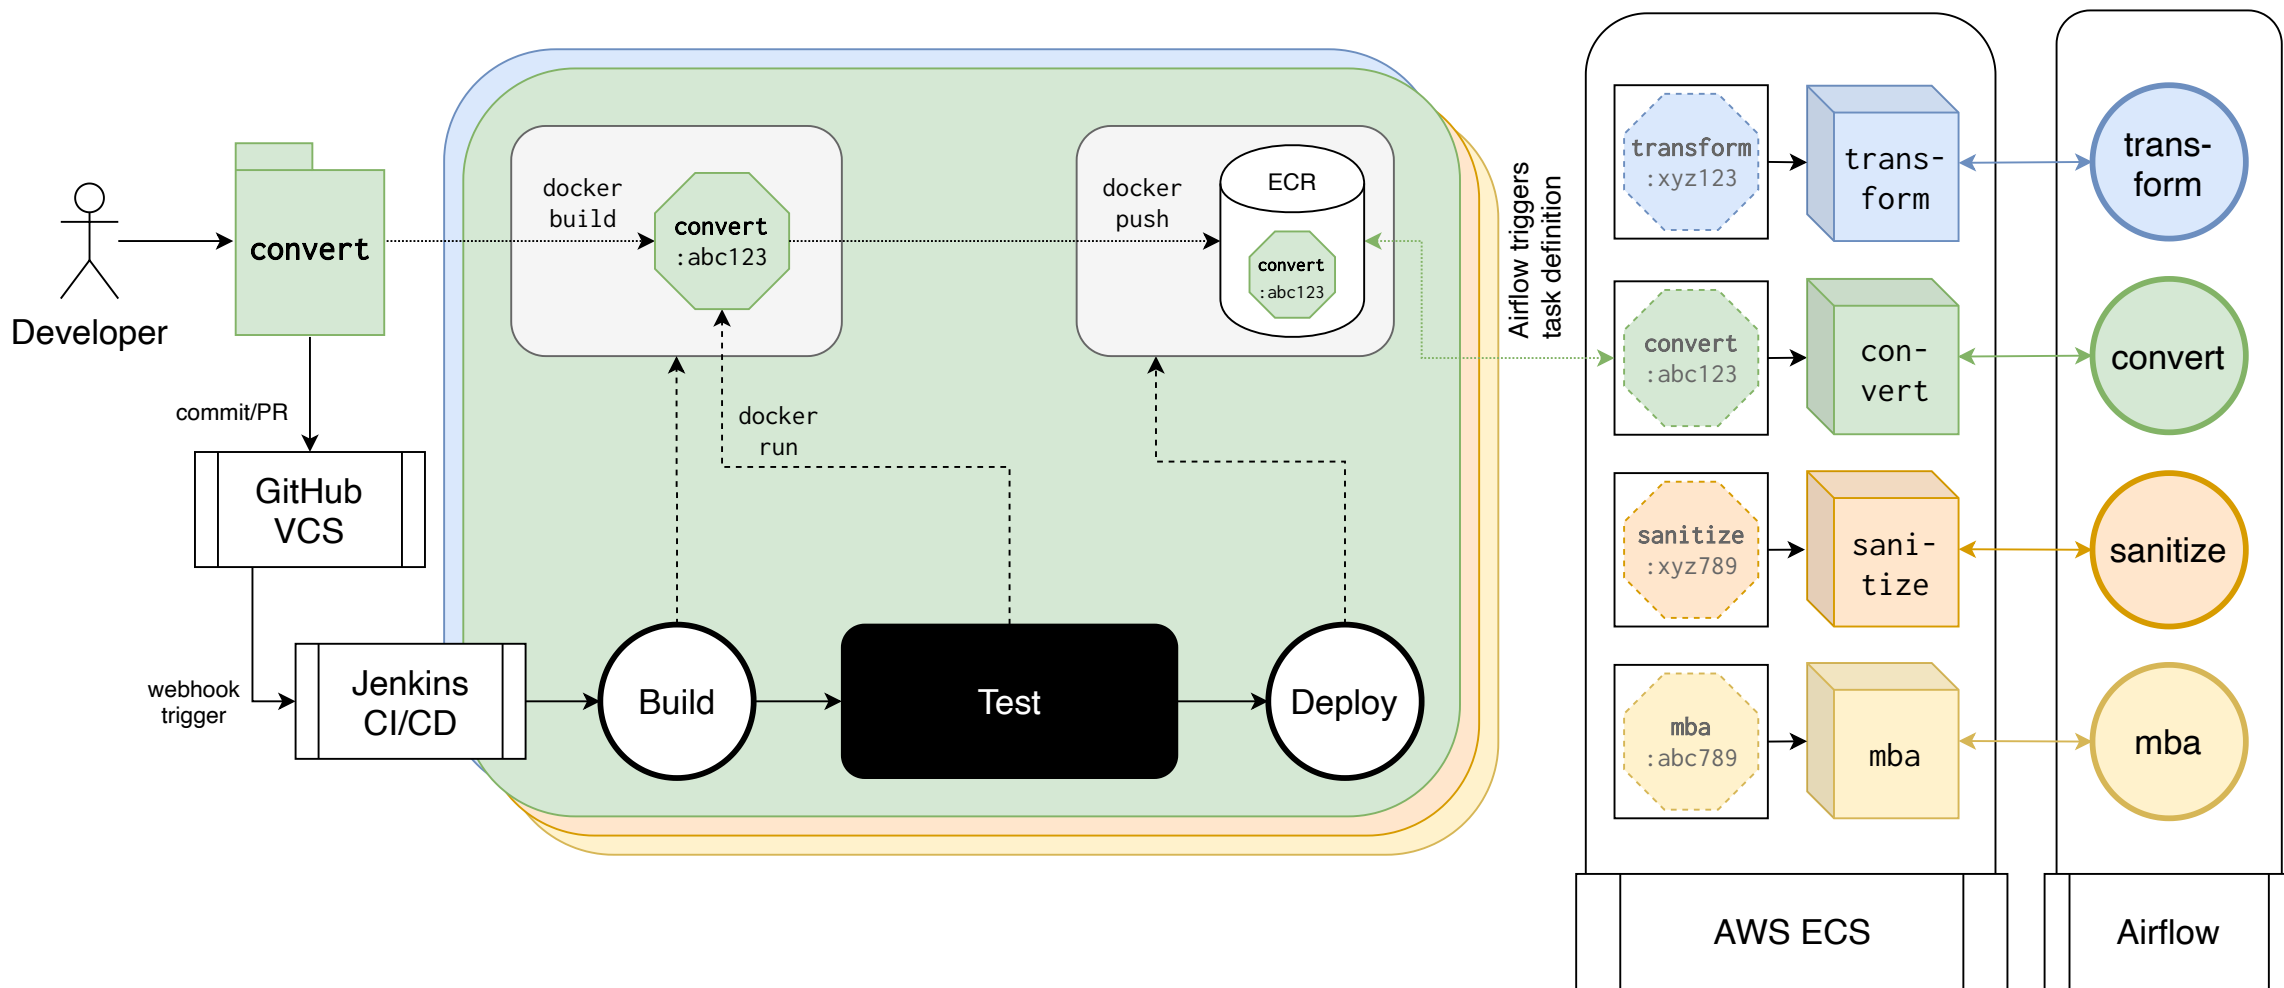 Developer
convert
commit/PR
GitHub
VCS
webhook
trigger
Jenkins
CI/CD
docker
build
convert
:abc123
docker
push
ECR
convert
:abc123
docker
run
Build
Test
Deploy
Airflow triggers
task definition
transform
:xyz123
trans-
form
trans-
form
convert
:abc123
con-
vert
convert
sanitize
:xyz789
sani-
tize
sanitize
mba
:abc789
mba
mba
AWS ECS
Airflow